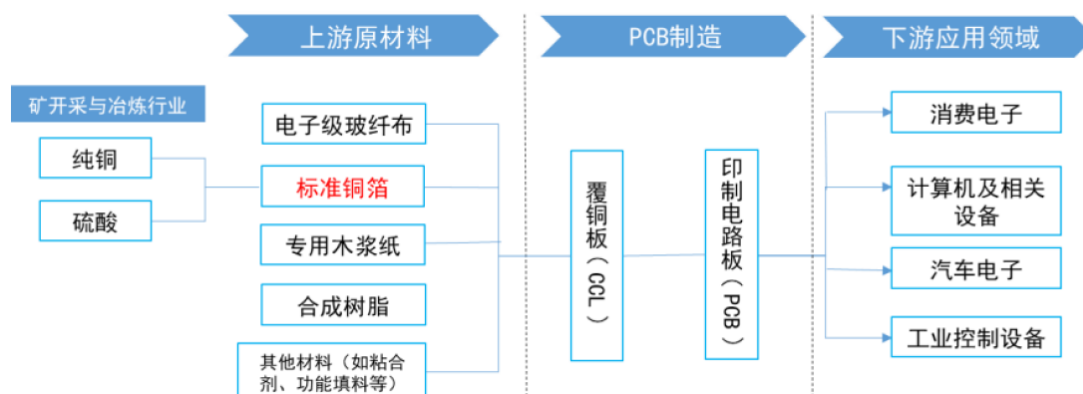 上游原材料
PCB制造
下游应用领域
矿开采与冶炼行业
纯铜
硫酸
电子级玻纤布
标准铜箔
专用木浆纸
合成树脂
其他材料（如粘合
剂、功能填料等）
覆铜板（CCL）
印制电路板（PCB）
消费电子
计算机及相关
设备
汽车电子
工业控制设备